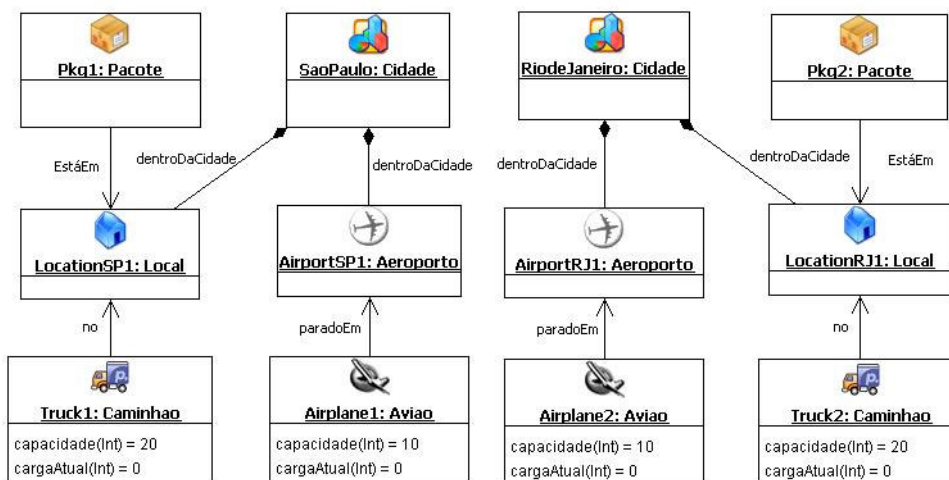 Pkg1: Pacote
SaoPaulo: Cidade
RiodeJaneiro: Cidade
Pkg2: Pacote
EstáEm
dentroDaCidade
dentroDaCidade
dentroDaCidade
dentroDaCidade
EstáEm
LocationSP1: Local
AirportSP1: Aeroporto
AirportRJ1: Aeroporto
LocationRJ1: Local
no
paradoEm
paradoEm
no
Truck1: Caminhao
capacidade(Int) = 20
cargaAtual(Int) = 0
Airplane1: Aviao
capacidade(Int) = 10
cargaAtual(Int) = 0
Airplane2: Aviao
capacidade(Int) = 10
cargaAtual(Int) = 0
Truck2: Caminhao
capacidade(Int) = 20
cargaAtual(Int) = 0